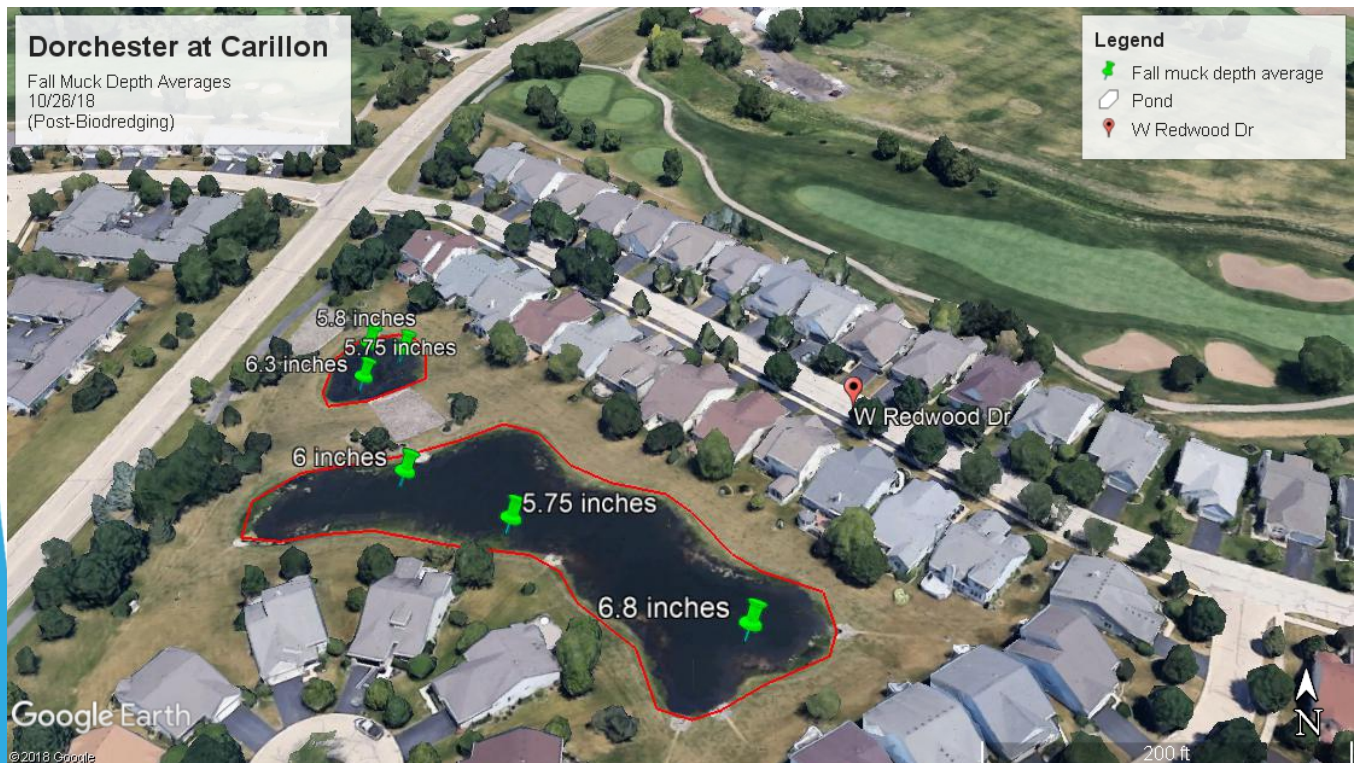 Dorchester at Carillon
Fall Muck Depth Averages
10/26/18
(Post-Biodredging)
Legend
Fall muck depth average
Pond
W Redwood Dr
5.8 inches
5.75 inches
6.3 inches
W Redwood Dr
6 inches
5.75 inches
6.8 inches
Google Earth
N
©2018 Google
200 ft